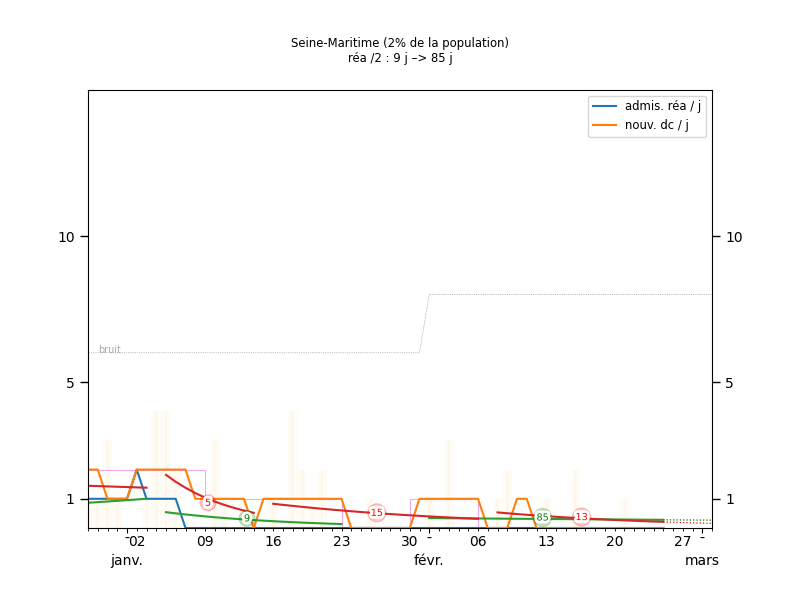 Seine-Maritime (2% de la population)
réa /2 : 9 j –> 85 j
admis. réa / j
nouv. dc / j
10 10
bruit
5 5
1 1
5 9 15 85 13
02 09 16 23 30 06 13 20 27
janv. févr. mars